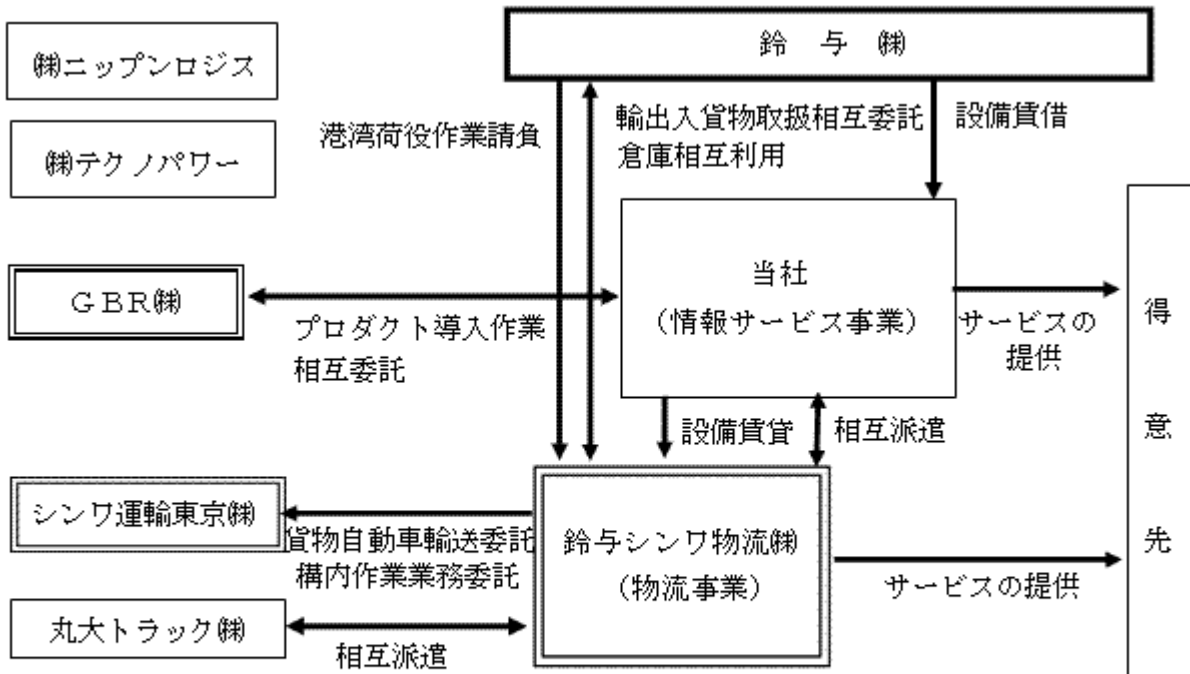 鈴与㈱
㈱ニップンロジス
㈱テクノパワー
港湾荷役作業請負
輸出入貨物取扱相互委託
倉庫相互利用
設備賃借
当社
(情報サービス事業)
GBR㈱
プロダクト導入作業
相互委託
サービスの
提供
得意先
設備賃貸
相互派遣
シンワ運輸東京㈱
貨物自動車輸送委託
構内作業業務委託
鈴与シンワ物流㈱
(物流事業)
サービスの提供
丸大トラック㈱
相互派遣